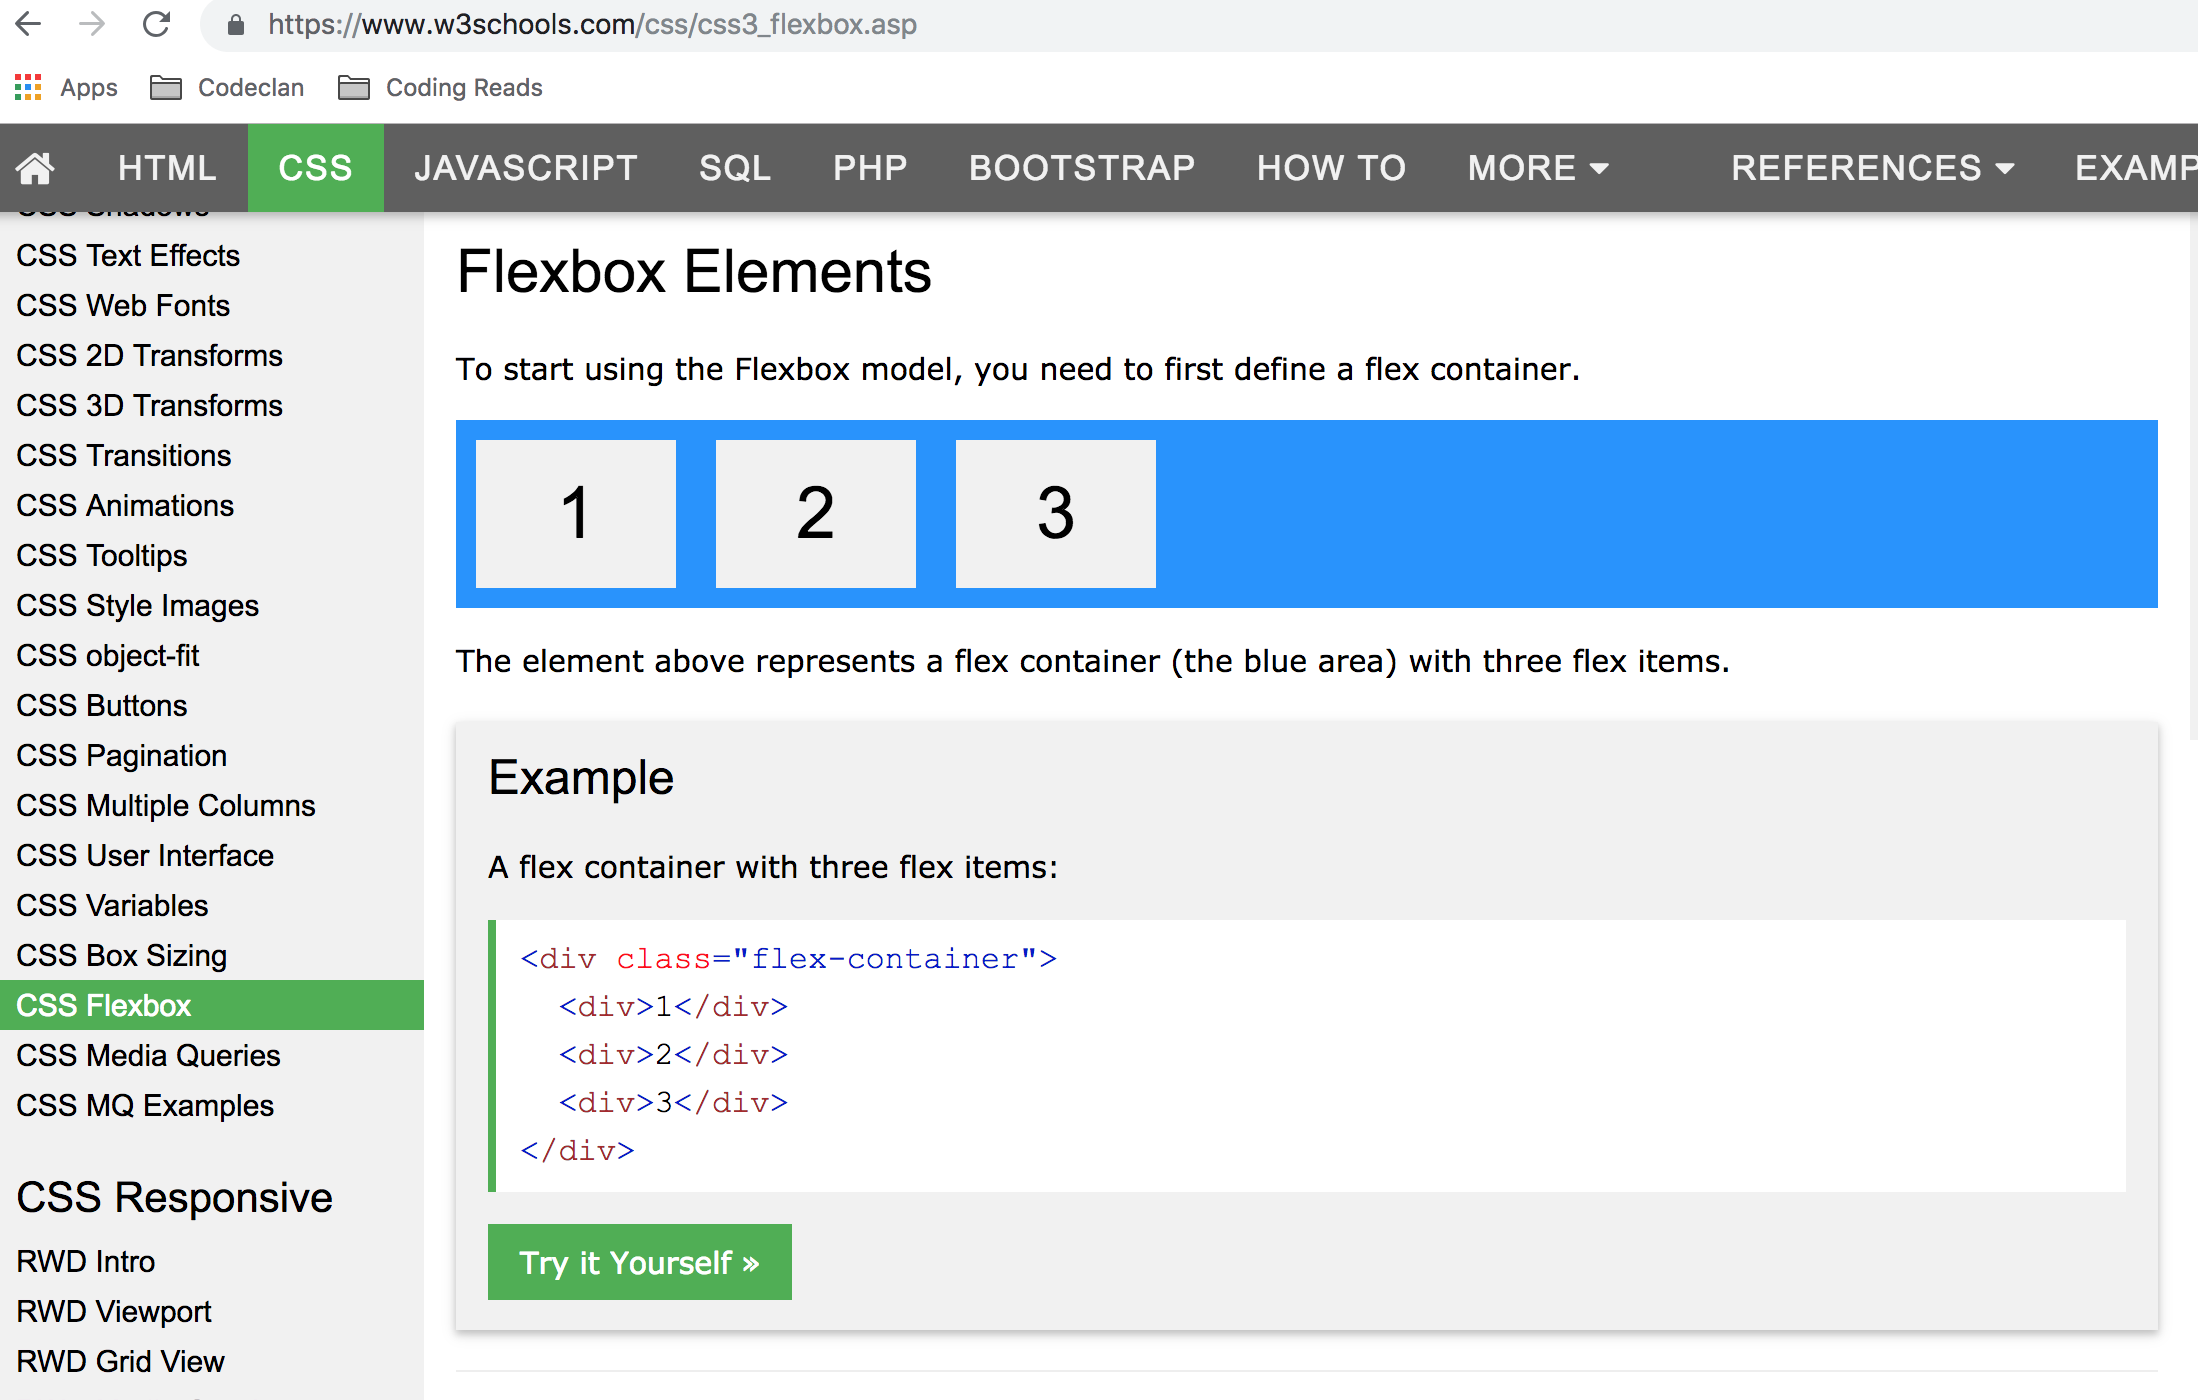 https://www.w3schools.com/css/css3_flexbox.asp
Apps Codeclan Coding Reads
HTML CSS JAVASCRIPT SQL PHP BOOTSTRAP HOW TO MORE REFERENCES EXAMP
CSS Shadows
CSS Text Effects
CSS Web Fonts
CSS 2D Transforms
CSS 3D Transforms
CSS Transitions
CSS Animations
CSS Tooltips
CSS Style Images
CSS object-fit
CSS Buttons
CSS Pagination
CSS Multiple Columns
CSS User Interface
CSS Variables
CSS Box Sizing
CSS Flexbox
CSS Media Queries
CSS MQ Examples
CSS Responsive
RWD Intro
RWD Viewport
RWD Grid View
Flexbox Elements
To start using the Flexbox model, you need to first define a flex container.
1 2 3
The element above represents a flex container (the blue area) with three flex items.
Example
A flex container with three flex items:
<div class="flex-container">
  <div>1</div>
  <div>2</div>
  <div>3</div>
</div>
Try it Yourself »